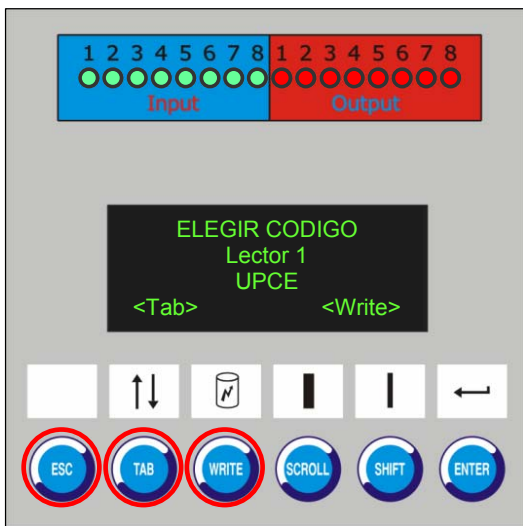 1 2 3 4 5 6 7 8 1 2 3 4 5 6 7 8
Input Output
ELEGIR CODIGO
Lector 1
UPCE
<Tab> <Write>
ESC TAB WRITE SCROLL SHIFT ENTER